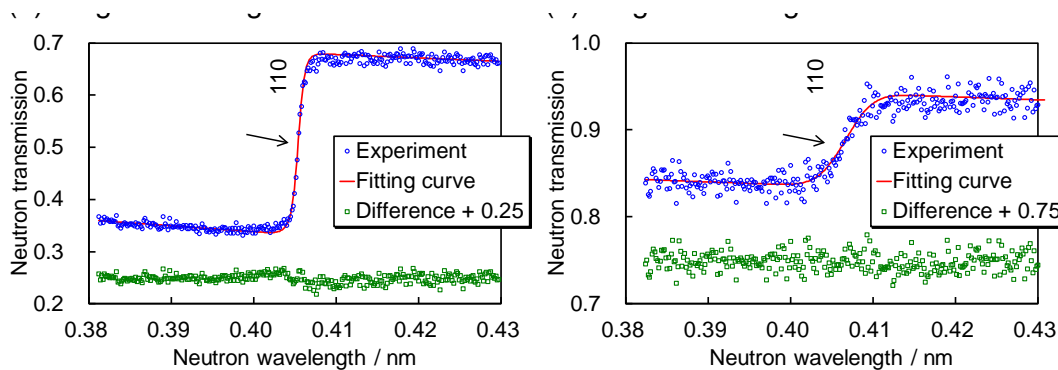 Neutron transmission
0.7
0.6
0.5
0.4
0.3
0.2
110
Experiment
Fitting curve
Difference + 0.25
0.38
0.39
0.40
0.41
0.42
0.43
Neutron wavelength / nm
Neutron transmission
1.0
0.9
0.8
0.7
110
Experiment
Fitting curve
Difference + 0.75
0.38
0.39
0.40
0.41
0.42
0.43
Neutron wavelength / nm